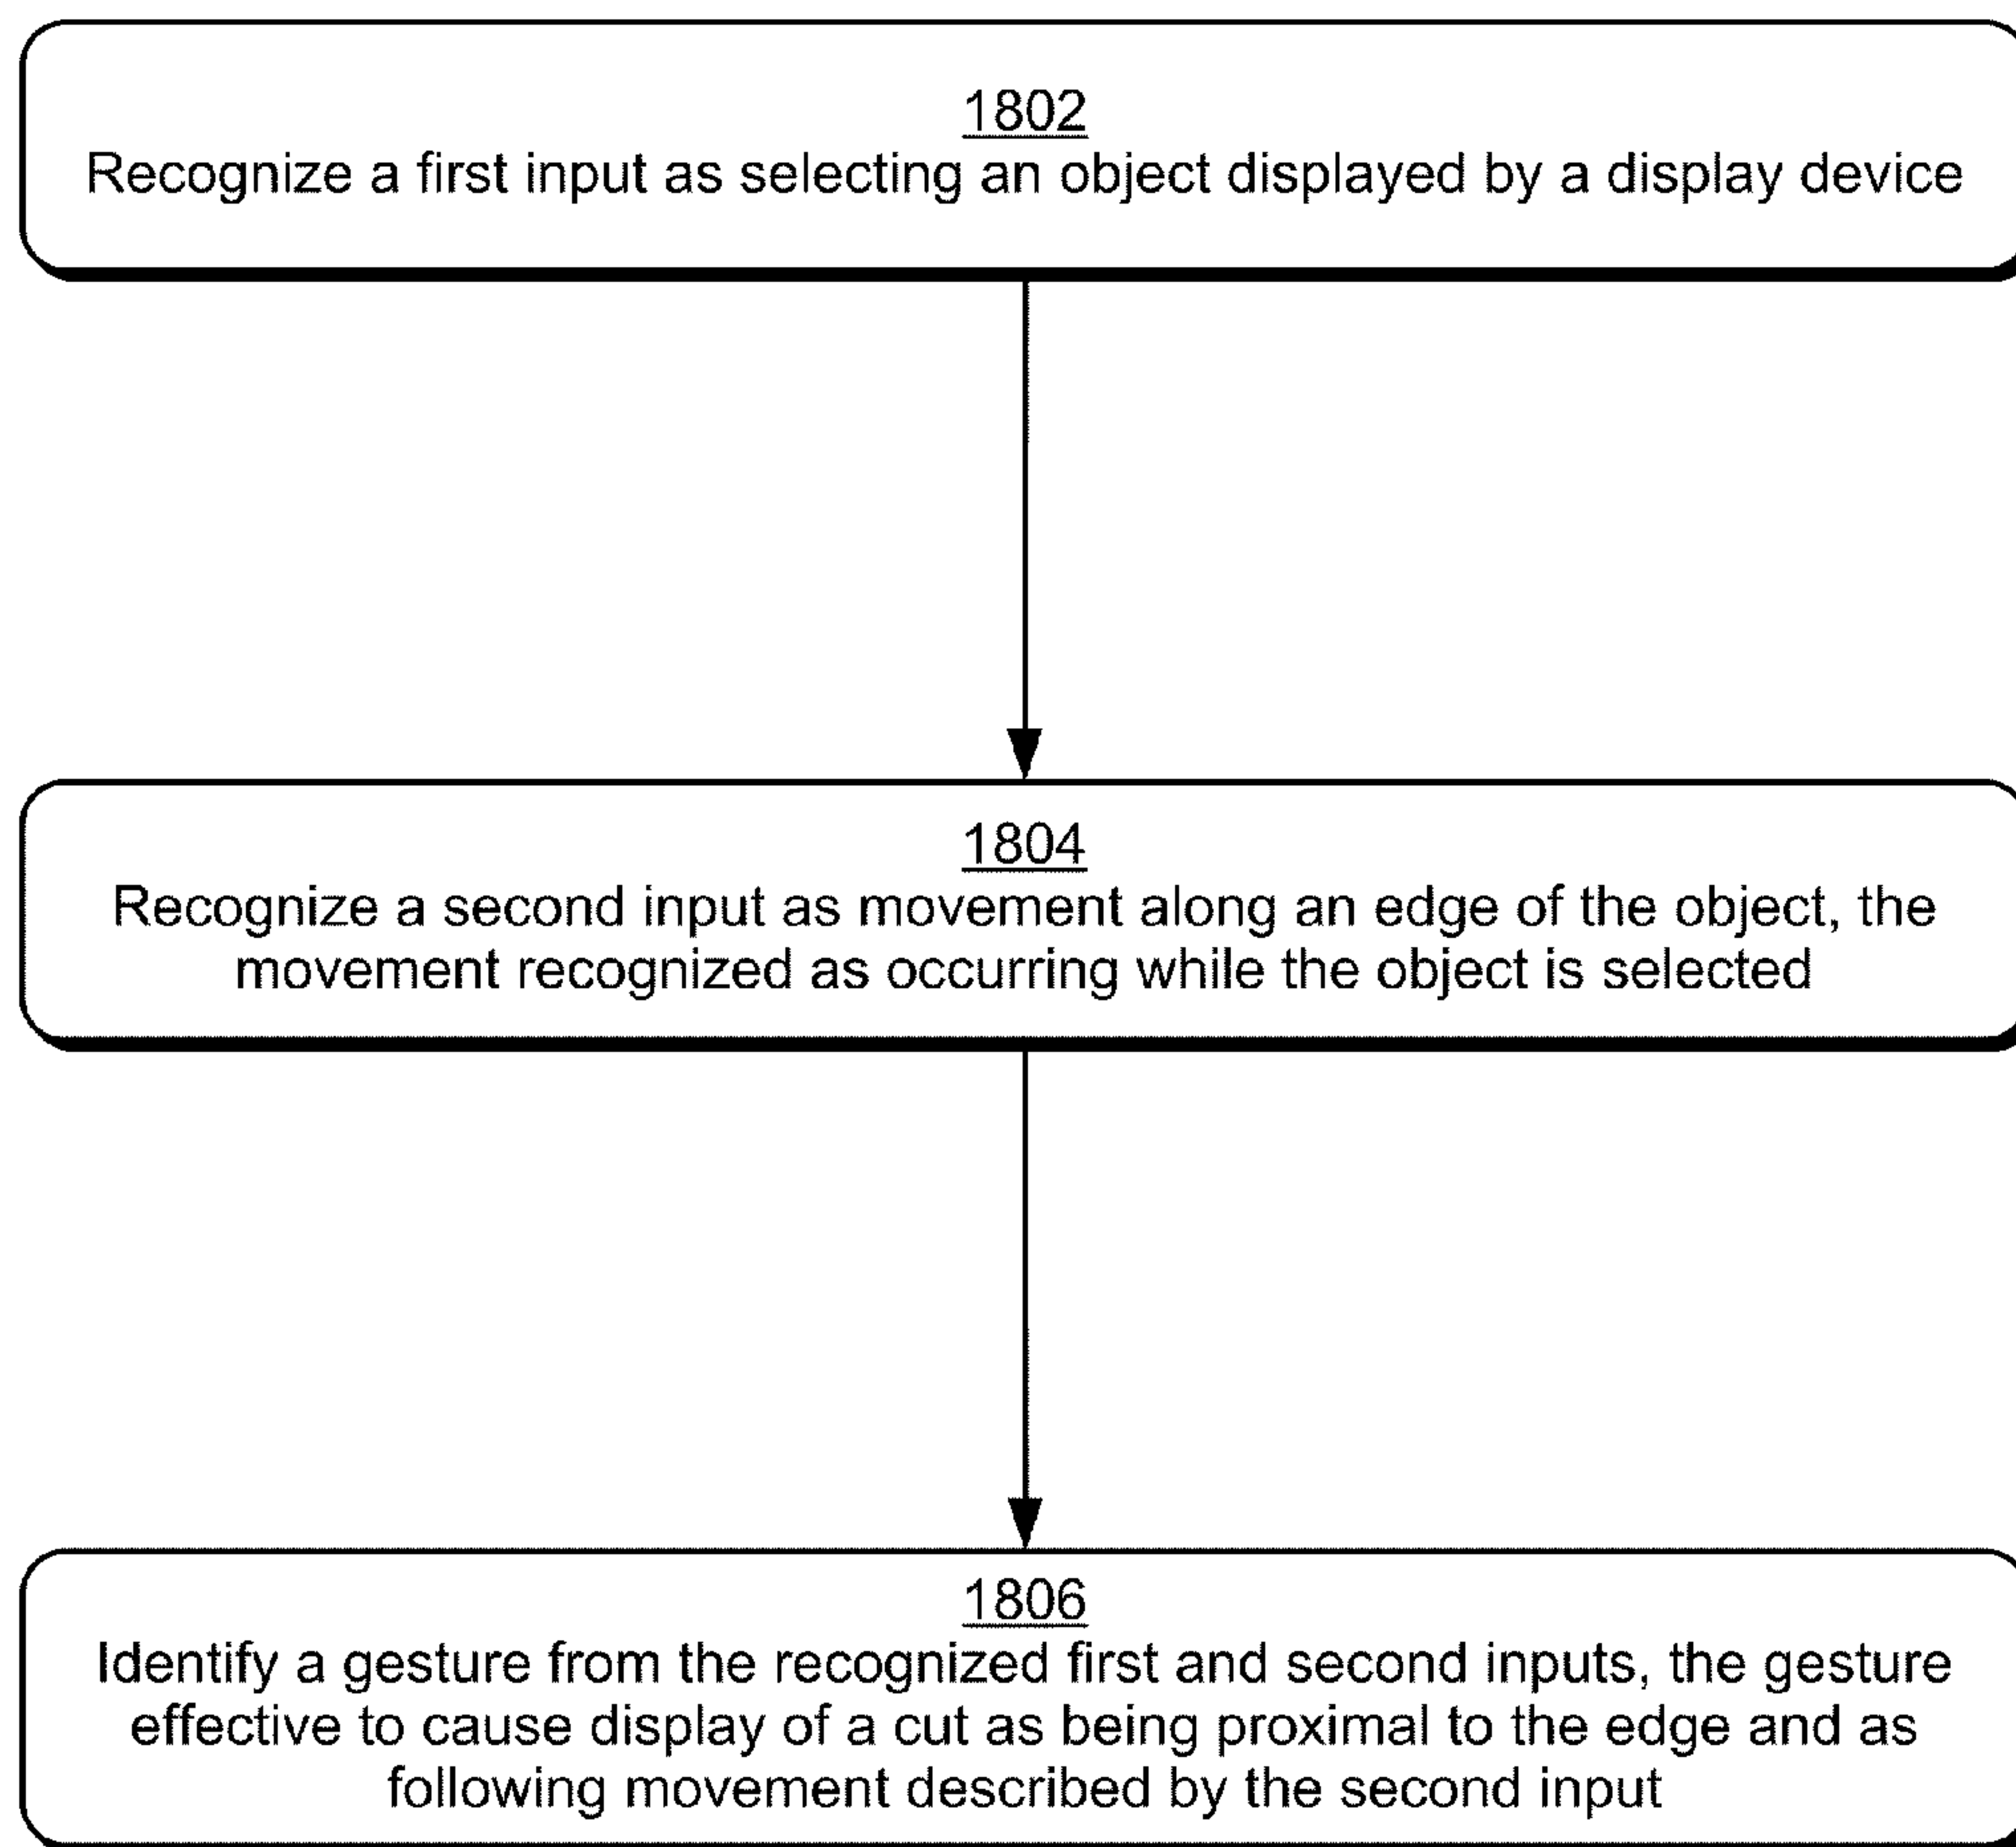 1802
Recognize a first input as selecting an object displayed by a display device
1804
Recognize a second input as movement along an edge of the object, the
movement recognized as occurring while the object is selected
1806
Identify a gesture from the recognized first and second inputs, the gesture
effective to cause display of a cut as being proximal to the edge and as
following movement described by the second input